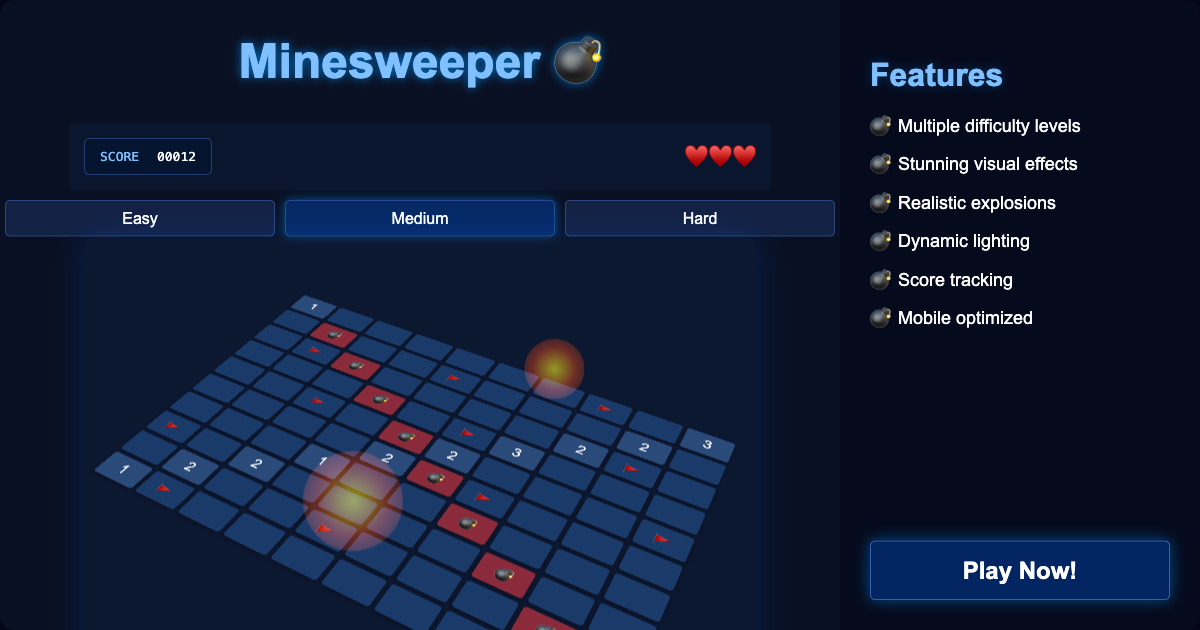 Minesweeper
SCORE 00012
Easy Medium Hard
1
1 2 2 1 2 2 3 2 2 3
Features
Multiple difficulty levels
Stunning visual effects
Realistic explosions
Dynamic lighting
Score tracking
Mobile optimized
Play Now!